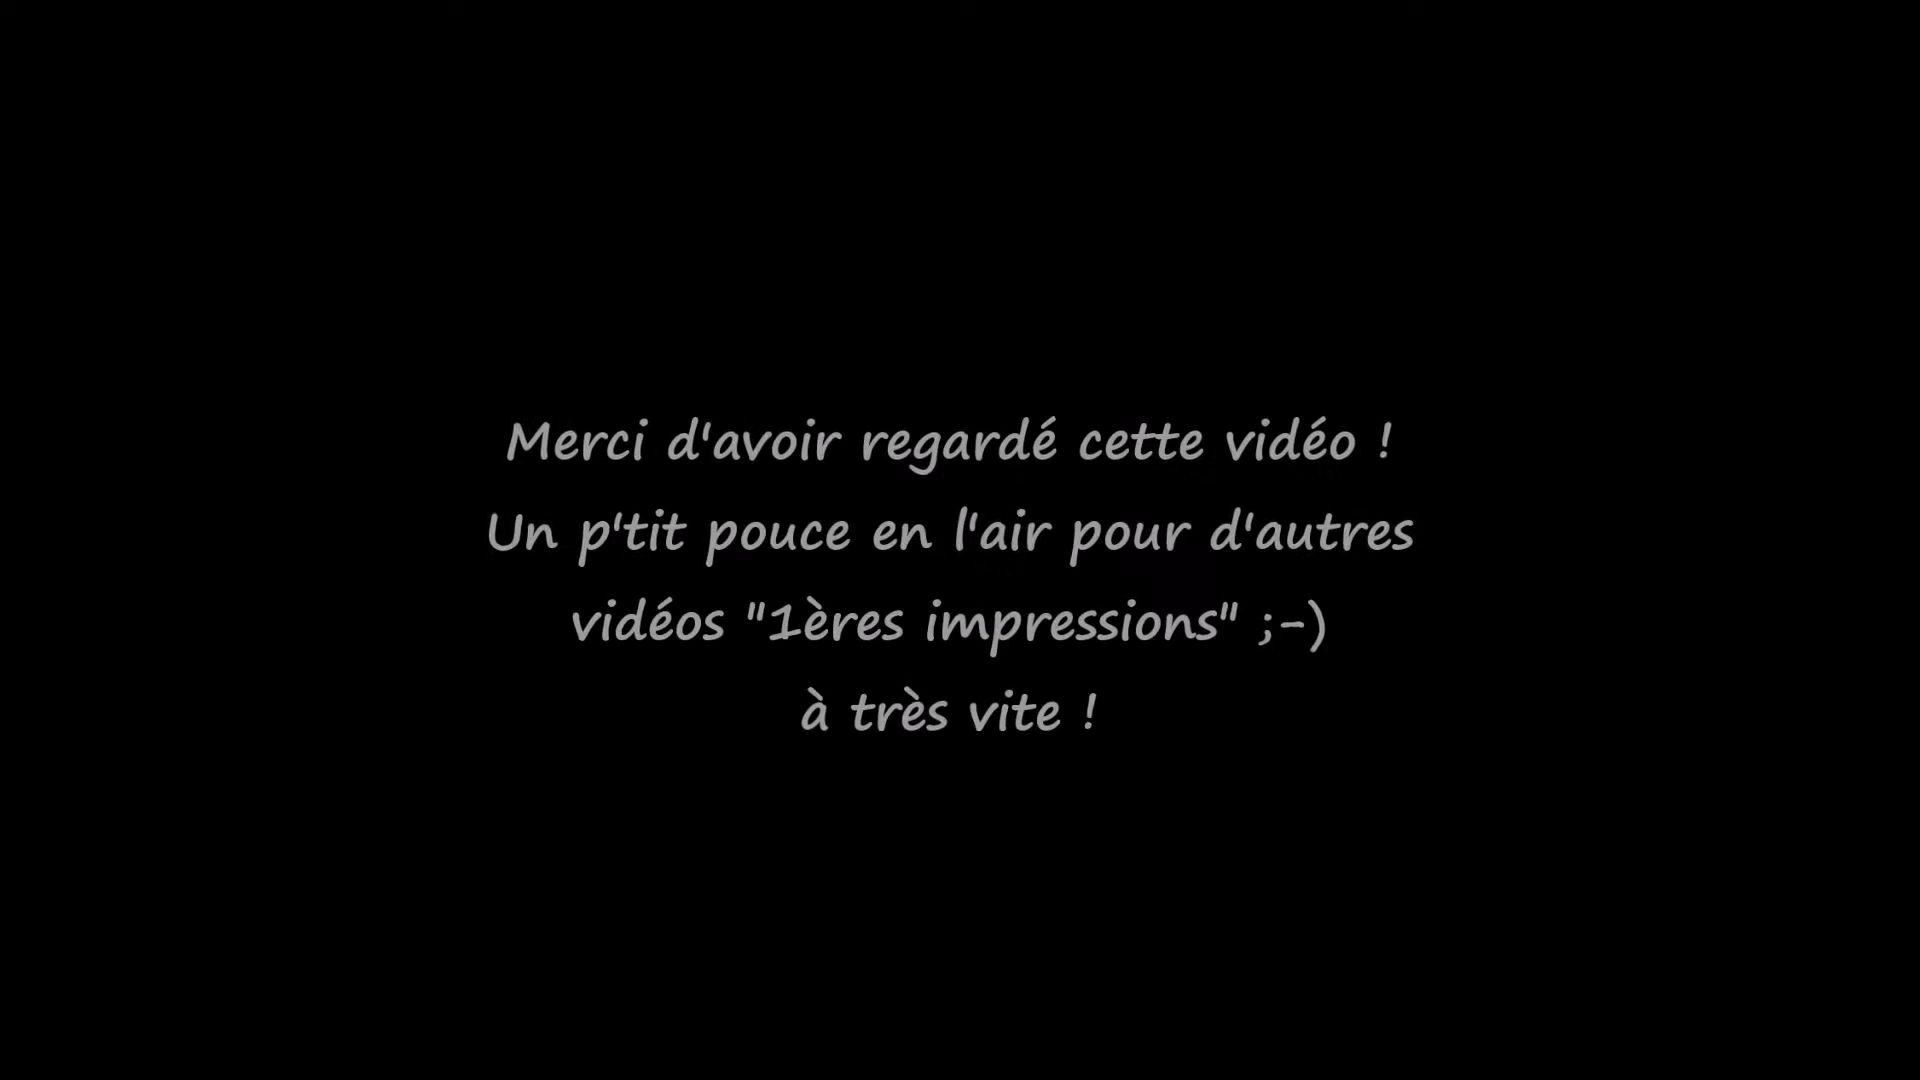 Merci d'avoir regardé cette vidéo !
Un p'tit pouce en l'air pour d'autres
vidéos "1ères impressions" ;-)
à très vite !